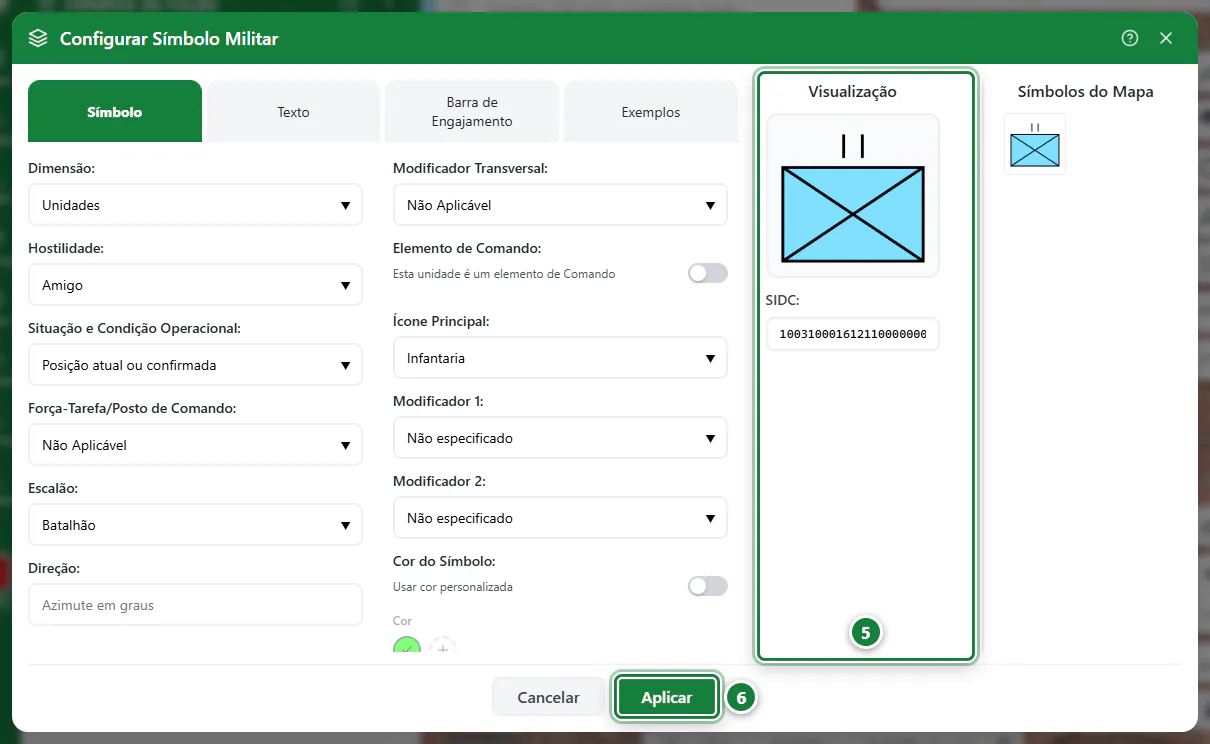 Configurar Símbolo Militar
Símbolo
Texto
Barra de
Engajamento
Exemplos
Dimensão:
Unidades
Hostilidade:
Amigo
Situação e Condição Operacional:
Posição atual ou confirmada
Força-Tarefa/Posto de Comando:
Não Aplicável
Escalão:
Batalhão
Direção:
Azimute em graus
Modificador Transversal:
Não Aplicável
Elemento de Comando:
Esta unidade é um elemento de Comando
Ícone Principal:
Infantaria
Modificador 1:
Não especificado
Modificador 2:
Não especificado
Cor do Símbolo:
Usar cor personalizada
Cor
Visualização
SIDC:
100310001612110000000
5
Símbolos do Mapa
Cancelar
Aplicar
6